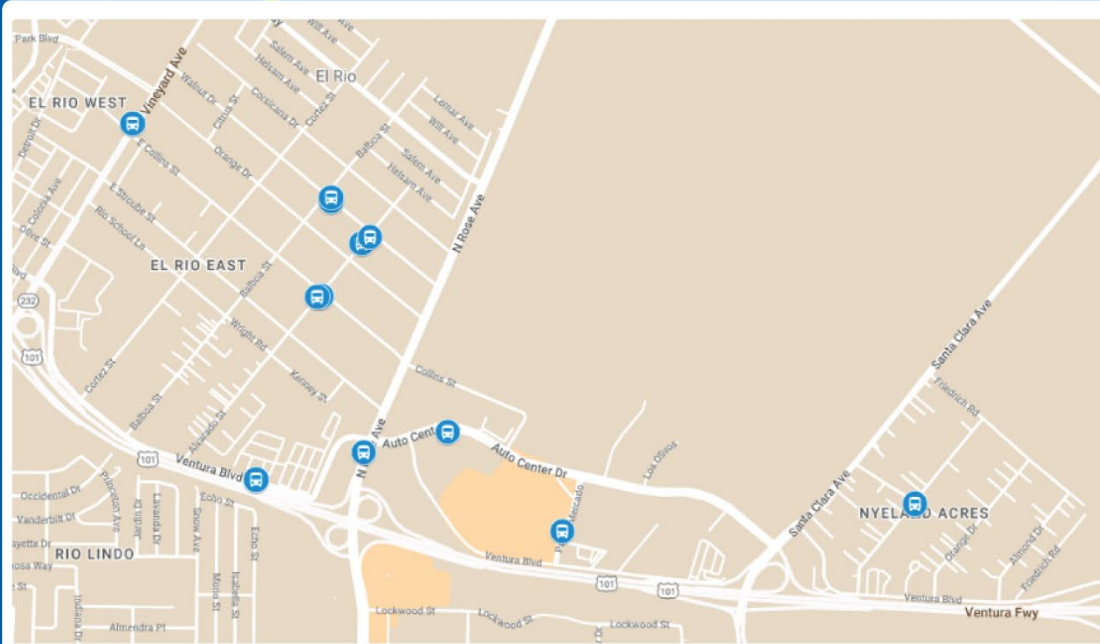 Park Blvd
EL RIO WEST
Vineyard Ave
Detroit Dr
Walnut Dr
Citrus St
Salem Ave
Helsam Ave
Will Ave
El Rio
Corsicana Dr
Cortez St
Lemar Ave
Will Ave
Balboa St
Salem Ave
Helsam Ave
Orange Dr
E Collins St
E Stroube St
Rio School Ln
Colonia Ave
Olive St
EL RIO EAST
Balboa St
N Rose Ave
232
101
Wright Rd
Kenney St
Cortez St
Balboa St
Alvarado St
Collins St
Santa Clara Ave
Friedrich Rd
Auto Center Dr
Los Olivos
101
Ventura Blvd
Santa Clara Ave
NYELAND ACRES
Occidental Dr
Vanderbilt Dr
Princeton Ave
Lavanda Dr
Snow Ave
Echo St
Echo St
RIO LINDO
Mono St
Isabella St
Indiana Dr
Almendra Pl
Ventura Blvd
101
101
Orange Dr
Almond Dr
Friedrich Rd
Ventura Blvd
Ventura Fwy
Lockwood St
Lockwood St
Lockwood St